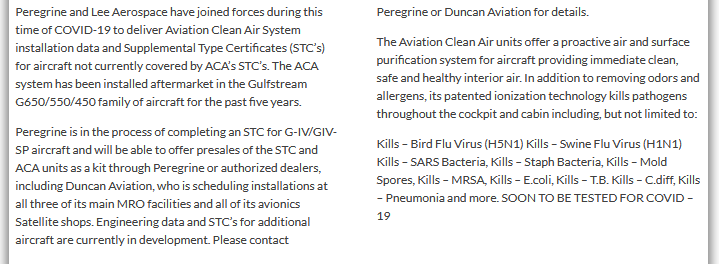 Peregrine and Lee Aerospace have joined forces during this
time of COVID-19 to deliver Aviation Clean Air System
installation data and Supplemental Type Certificates (STC's)
for aircraft not currently covered by ACA's STC's. The ACA
system has been installed aftermarket in the Gulfstream
G650/550/450 family of aircraft for the past five years.
Peregrine is in the process of completing an STC for G-IV/GIV-
SP aircraft and will be able to offer presales of the STC and
ACA units as a kit through Peregrine or authorized dealers,
including Duncan Aviation, who is scheduling installations at
all three of its main MRO facilities and all of its avionics
Satellite shops. Engineering data and STC's for additional
aircraft are currently in development. Please contact
Peregrine or Duncan Aviation for details.
The Aviation Clean Air units offer a proactive air and surface
purification system for aircraft providing immediate clean,
safe and healthy interior air. In addition to removing odors and
allergens, its patented ionization technology kills pathogens
throughout the cockpit and cabin including, but not limited to:
Kills – Bird Flu Virus (H5N1) Kills – Swine Flu Virus (H1N1)
Kills – SARS Bacteria, Kills – Staph Bacteria, Kills – Mold
Spores, Kills – MRSA, Kills – E.coli, Kills – T.B. Kills – C.diff, Kills
– Pneumonia and more. SOON TO BE TESTED FOR COVID –
19